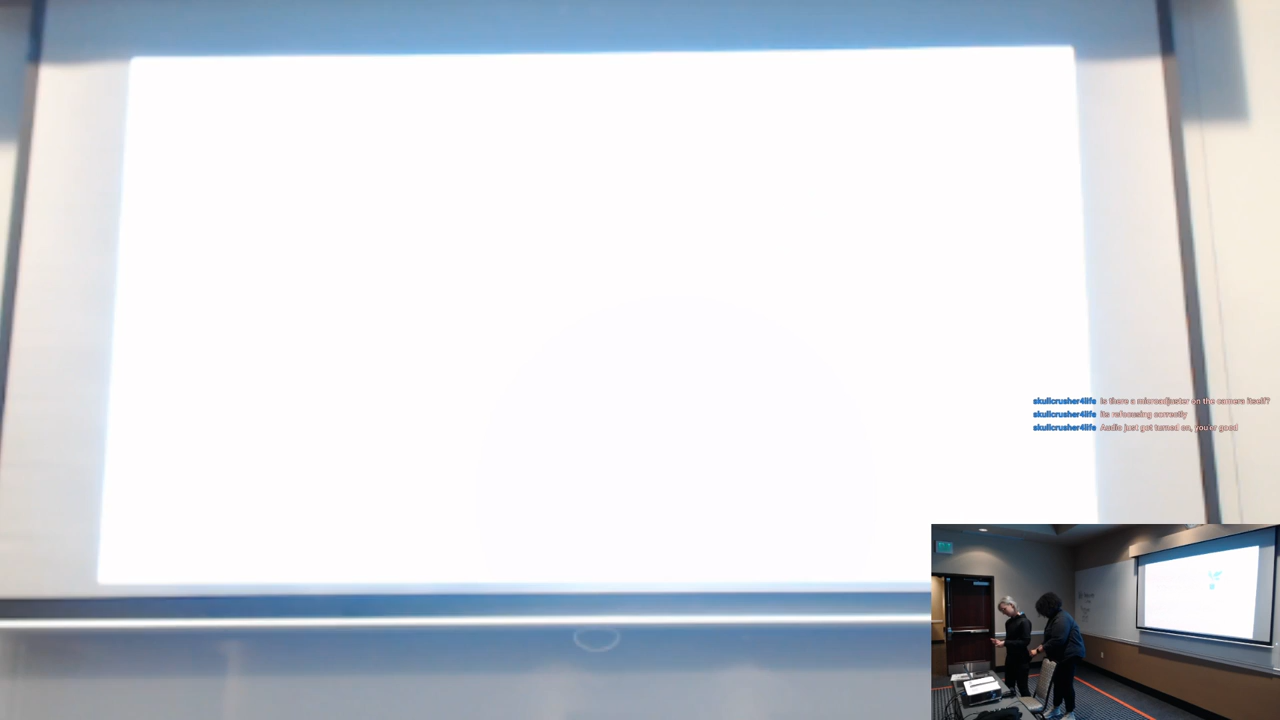 skullcrusher4life is there a microadjuster on the camera itself?
skullcrusher4life its refocusing correctly
skullcrusher4life Audio just got turned on, you're good